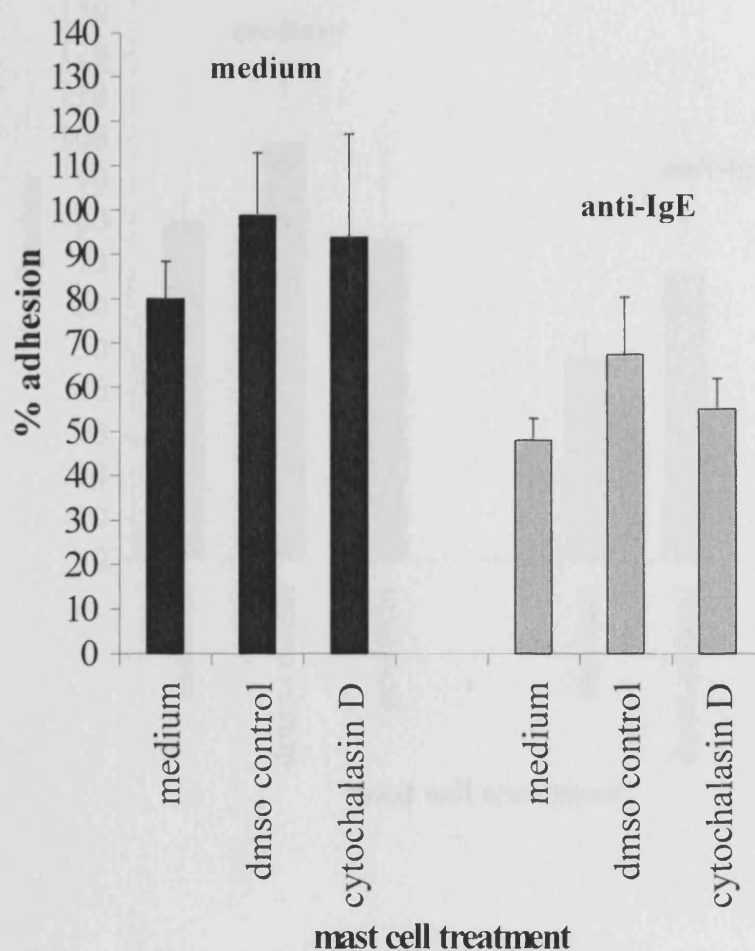 140
130
120
110
100
90
80
70
60
50
40
30
20
10
0
% adhesion
medium
anti-IgE
medium
dmso control
cytochalasin D
medium
dmso control
cytochalasin D
mast cell treatment